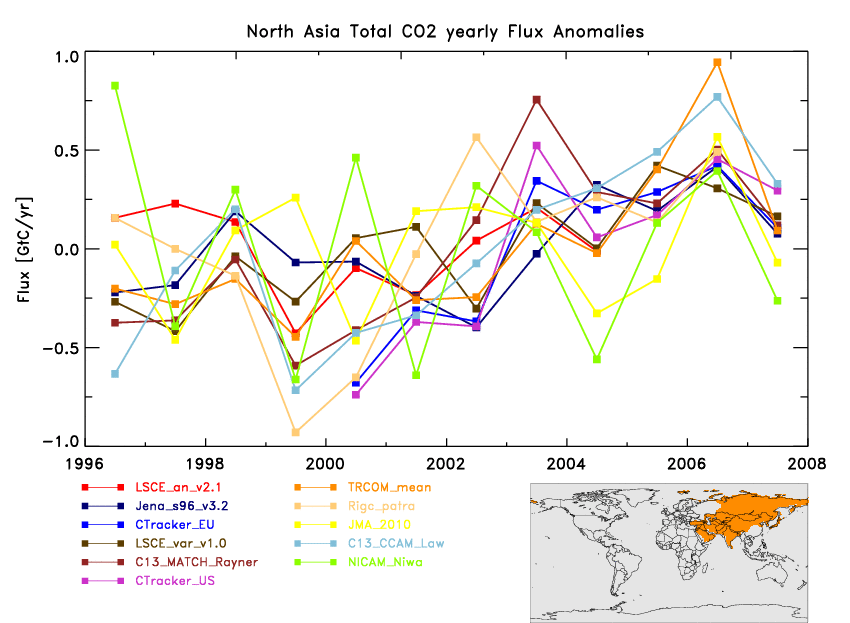 North Asia Total CO2 yearly Flux Anomalies
1.0
0.5
0.0
-0.5
-1.0
Flux [GtC/yr]
1996 1998 2000 2002 2004 2006 2008
LSCE_an_v2.1 TRCOM_mean
Jena_s96_v3.2 Rigc_patra
CTracker_EU JMA_2010
LSCE_var_v1.0 C13_CCAM_Law
C13_MATCH_Rayner NICAM_Niwa
CTracker_US